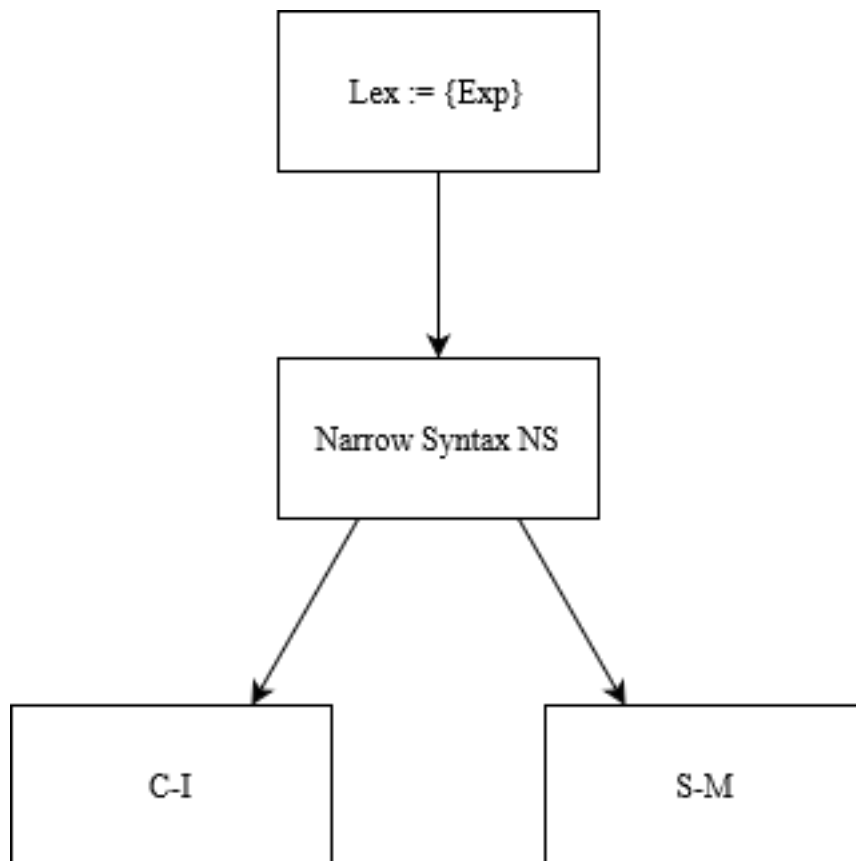 Lex := {Exp}
Narrow Syntax NS
C-I
S-M